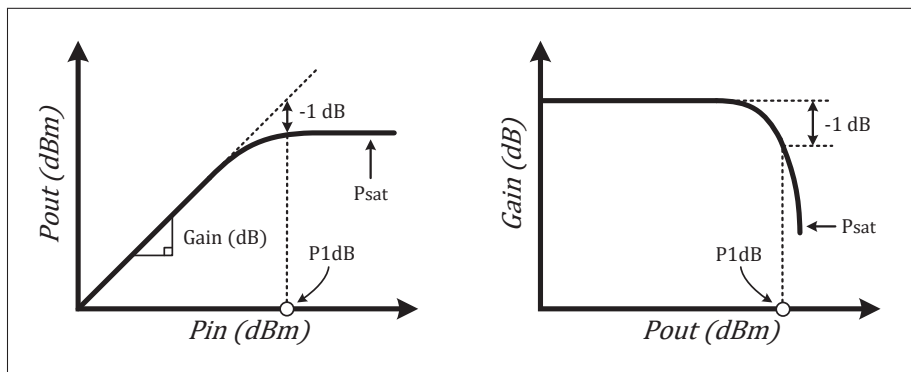 Pout (dBm)
-1 dB
Psat
Gain (dB)
P1dB
Pin (dBm)
Gain (dB)
-1 dB
Psat
P1dB
Pout (dBm)